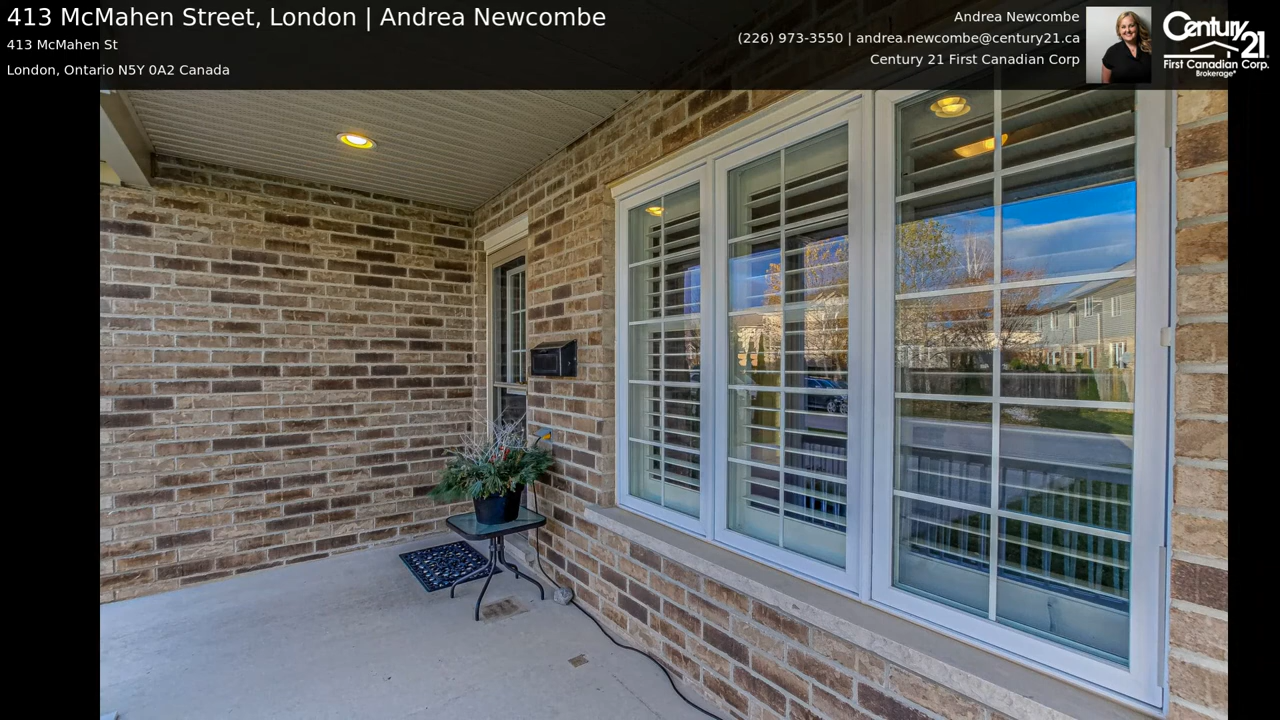 413 McMahen Street, London | Andrea Newcombe
413 McMahen St
London, Ontario N5Y 0A2 Canada
Andrea Newcombe
(226) 973-3550 | andrea.newcombe@century21.ca
Century 21 First Canadian Corp
Century 21
First Canadian Corp.
Brokerage*